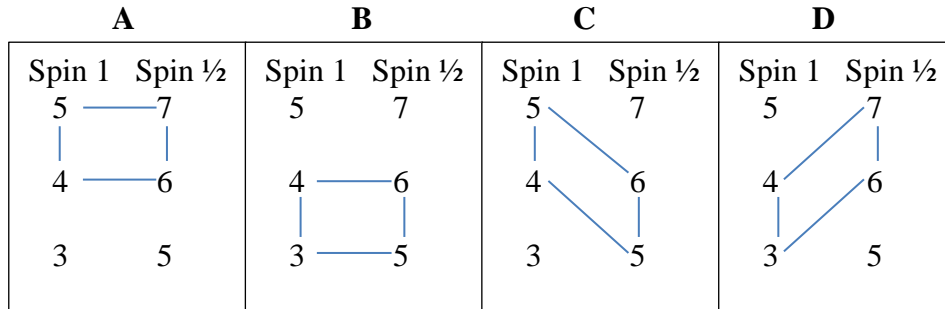 A B C D
Spin 1 Spin ½ Spin 1 Spin ½ Spin 1 Spin ½ Spin 1 Spin ½
5 7 5 7 5 7 5 7
4 6 4 6 4 6 4 6
3 5 3 5 3 5 3 5